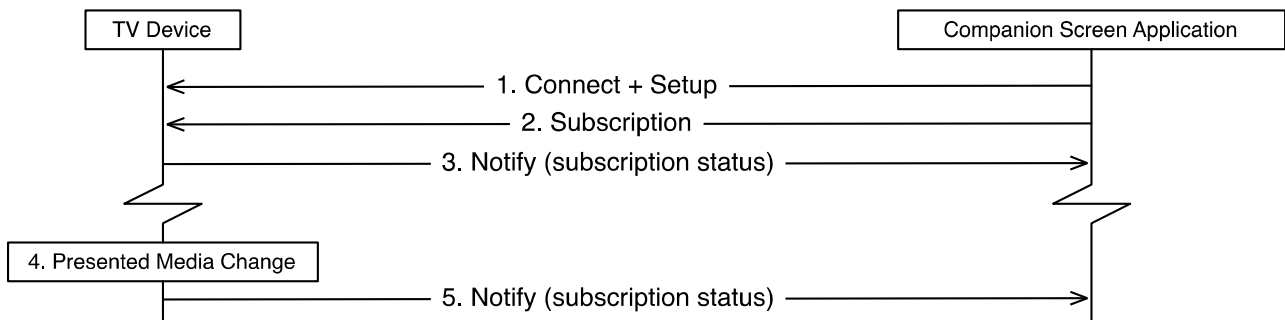 TV Device
Companion Screen Application
1. Connect + Setup
2. Subscription
3. Notify (subscription status)
4. Presented Media Change
5. Notify (subscription status)